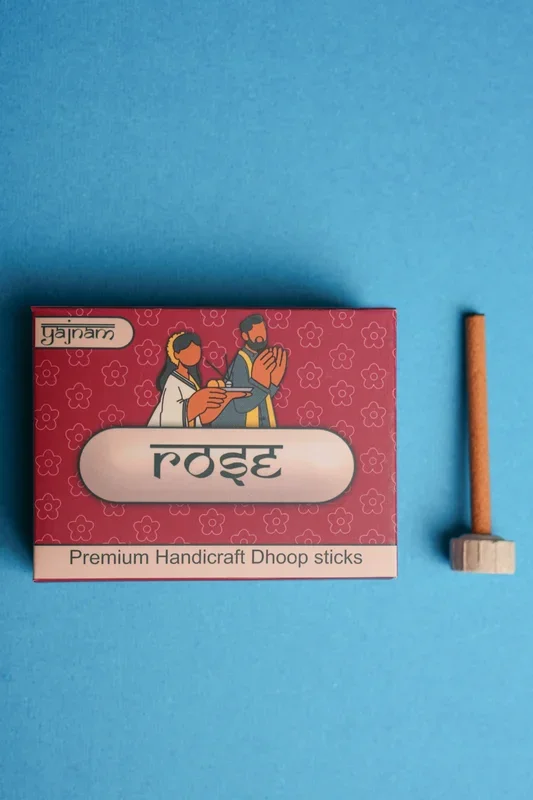 yajnam
rose
Premium Handicraft Dhoop sticks